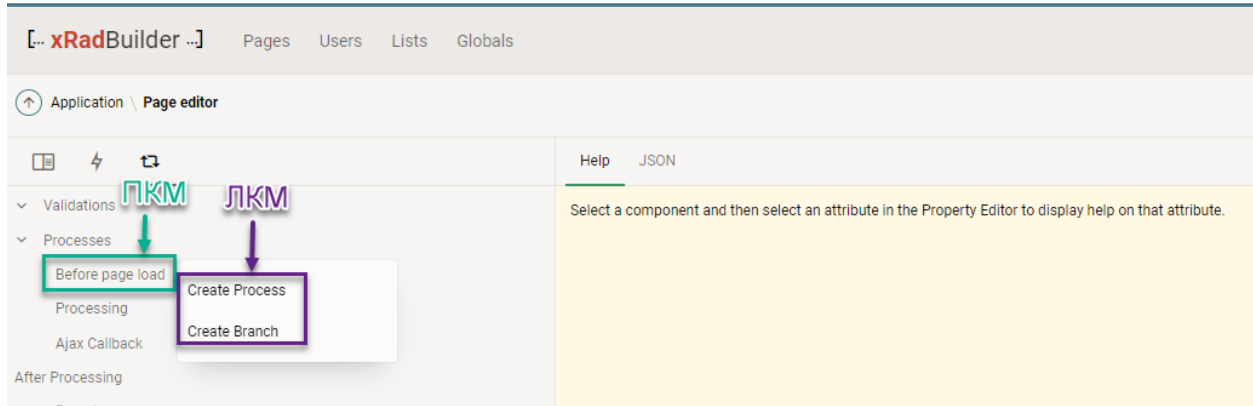 [... xRadBuilder ...] Pages Users Lists Globals
Application \ Page editor
Help JSON
ПКМ ЛКМ
Validations
Select a component and then select an attribute in the Property Editor to display help on that attribute.
Processes
Before page load
Create Process
Processing
Create Branch
Ajax Callback
After Processing